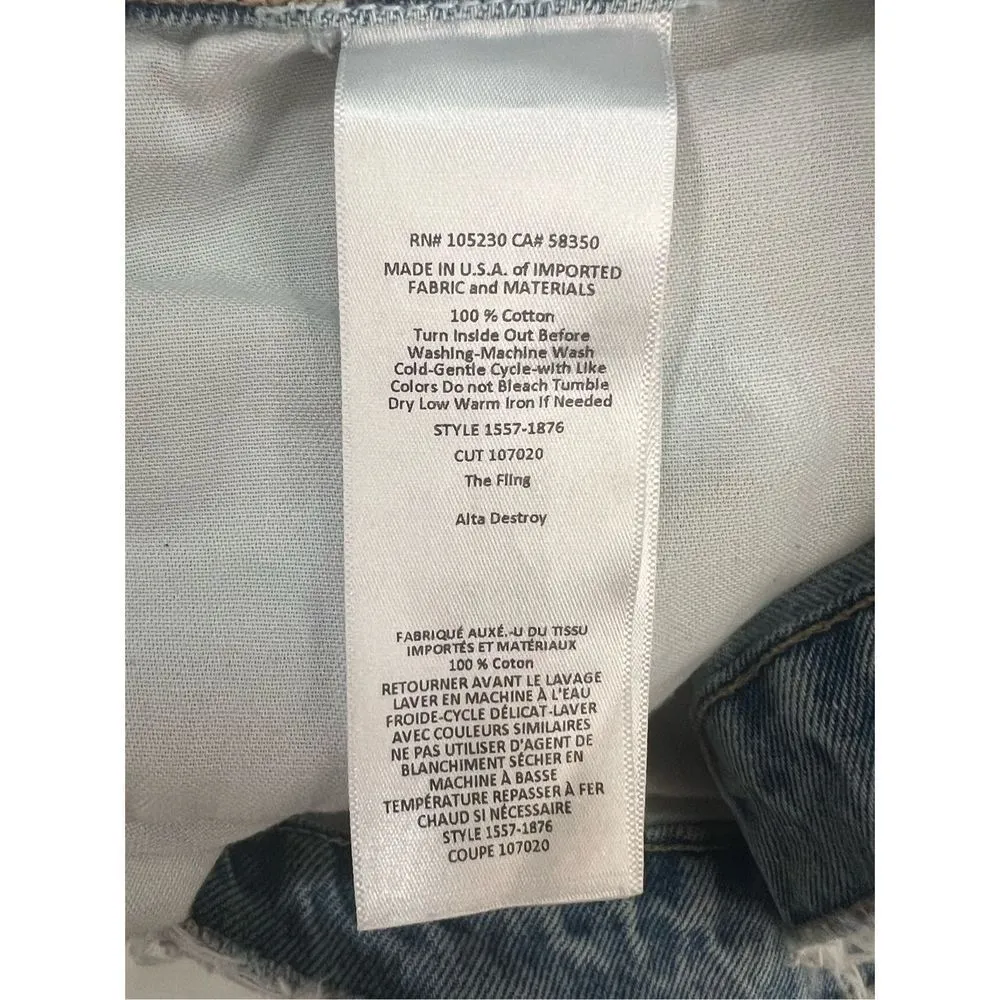 RN# 105230 CA# 58350
MADE IN U.S.A. of IMPORTED
FABRIC and MATERIALS
100 % Cotton
Turn Inside Out Before
Washing-Machine Wash
Cold-Gentle Cycle-with Like
Colors Do not Bleach Tumble
Dry Low Warm Iron If Needed
STYLE 1557-1876
CUT 107020
The Fling
Alta Destroy
FABRIQUÉ AUXÉ.-U DU TISSU
IMPORTÉS ET MATÉRIAUX
100 % Coton
RETOURNER AVANT LE LAVAGE
LAVER EN MACHINE À L'EAU
FROIDE-CYCLE DÉLICAT-LAVER
AVEC COULEURS SIMILAIRES
NE PAS UTILISER D'AGENT DE
BLANCHIMENT SÉCHER EN
MACHINE À BASSE
TEMPÉRATURE REPASSER À FER
CHAUD SI NÉCESSAIRE
STYLE 1557-1876
COUPE 107020